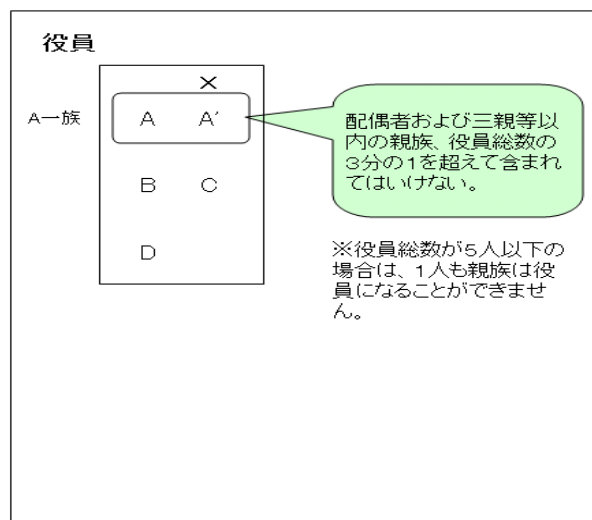 役員
×
A一族
A A′
B C
D
配偶者および三親等以
内の親族、役員総数の
3分の1を超えて含まれ
てはいけない。
※役員総数が5人以下の
場合は、1人も親族は役
員になることができませ
ん。